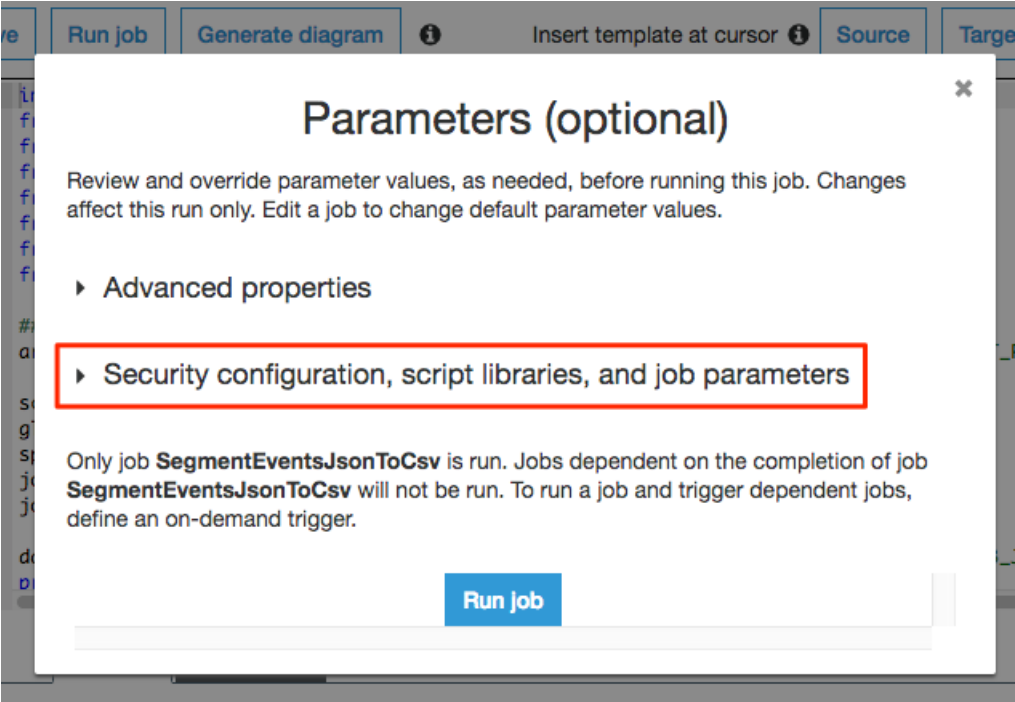 Run job Generate diagram Insert template at cursor Source
Parameters (optional)
Review and override parameter values, as needed, before running this job. Changes
affect this run only. Edit a job to change default parameter values.
Advanced properties
Security configuration, script libraries, and job parameters
Only job SegmentEventsJsonToCsv is run. Jobs dependent on the completion of job
SegmentEventsJsonToCsv will not be run. To run a job and trigger dependent jobs,
define an on-demand trigger.
Run job